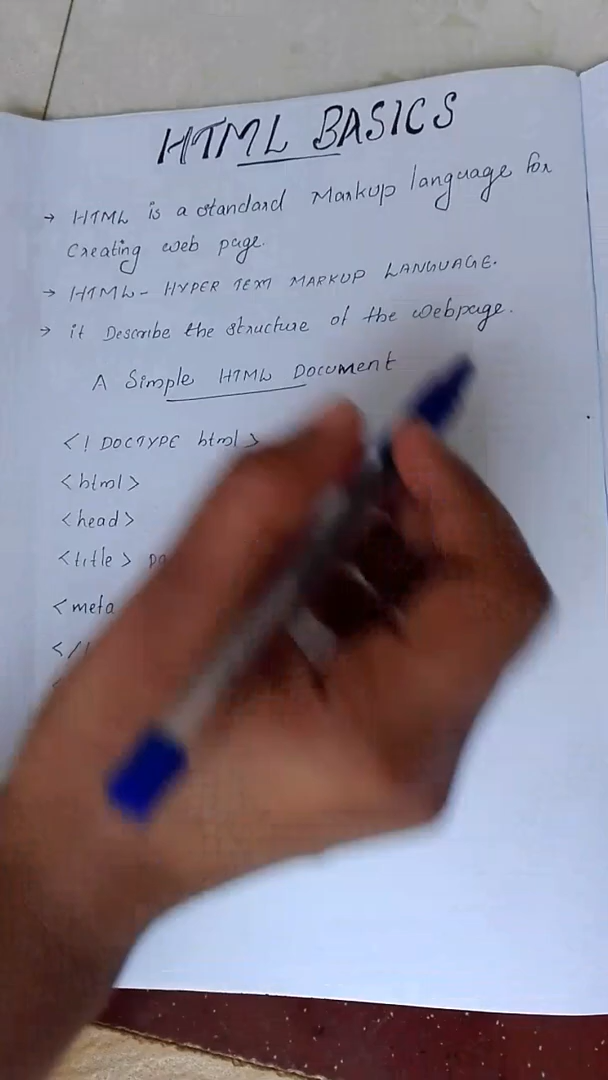 HTML BASICS
→ HTML is a standard Markup language for
Creating web page.
→ HTML - HYPER TEXT MARKUP LANGUAGE.
→ it Describe the structure of the webpage.
A Simple HTML Document
<! DOCTYPE html>
<html>
<head>
<title>
<meta
</